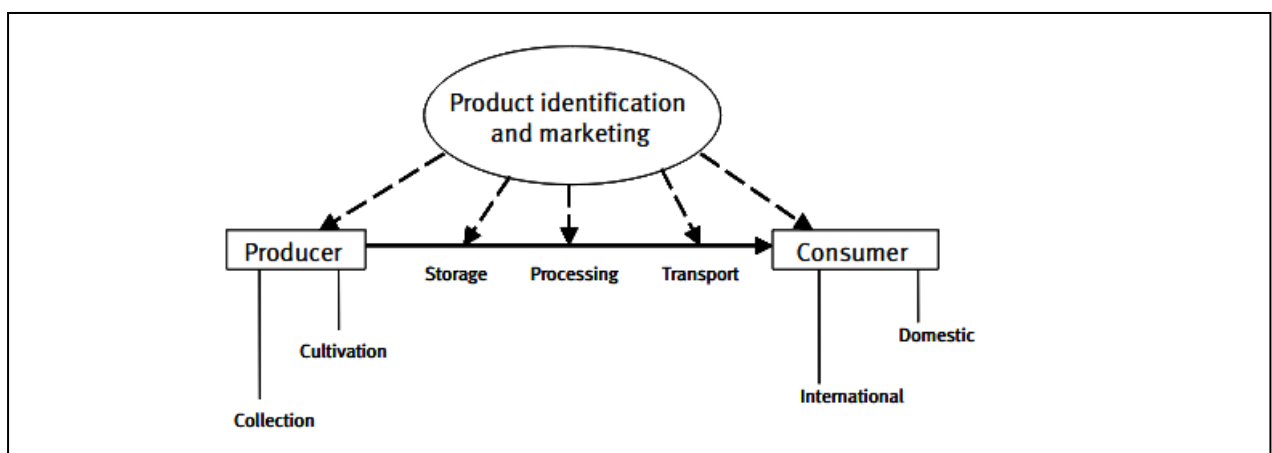 Product identification
and marketing
Producer
Consumer
Storage
Processing
Transport
Domestic
Cultivation
International
Collection